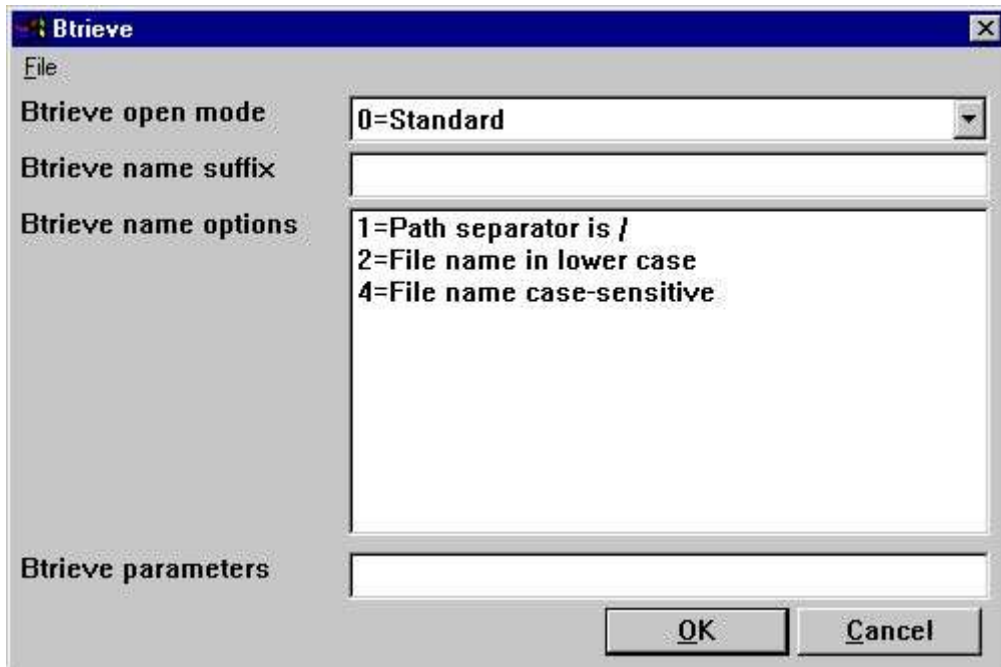 Btrieve
File
Btrieve open mode 0=Standard
Btrieve name suffix
Btrieve name options 1=Path separator is /
2=File name in lower case
4=File name case-sensitive
Btrieve parameters
OK Cancel